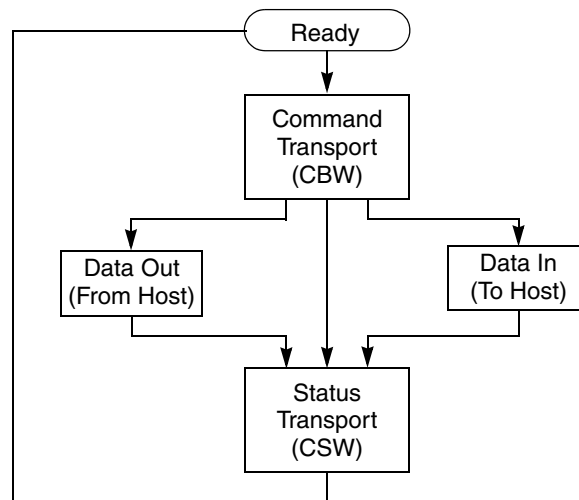 Ready
Command
Transport
(CBW)
Data Out
(From Host)
Data In
(To Host)
Status
Transport
(CSW)